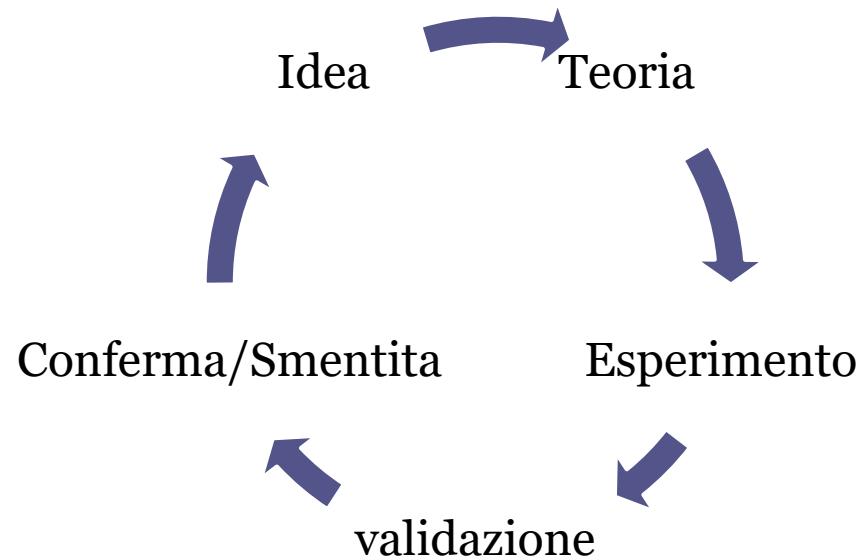 Idea
Teoria
Esperimento
validazione
Conferma/Smentita